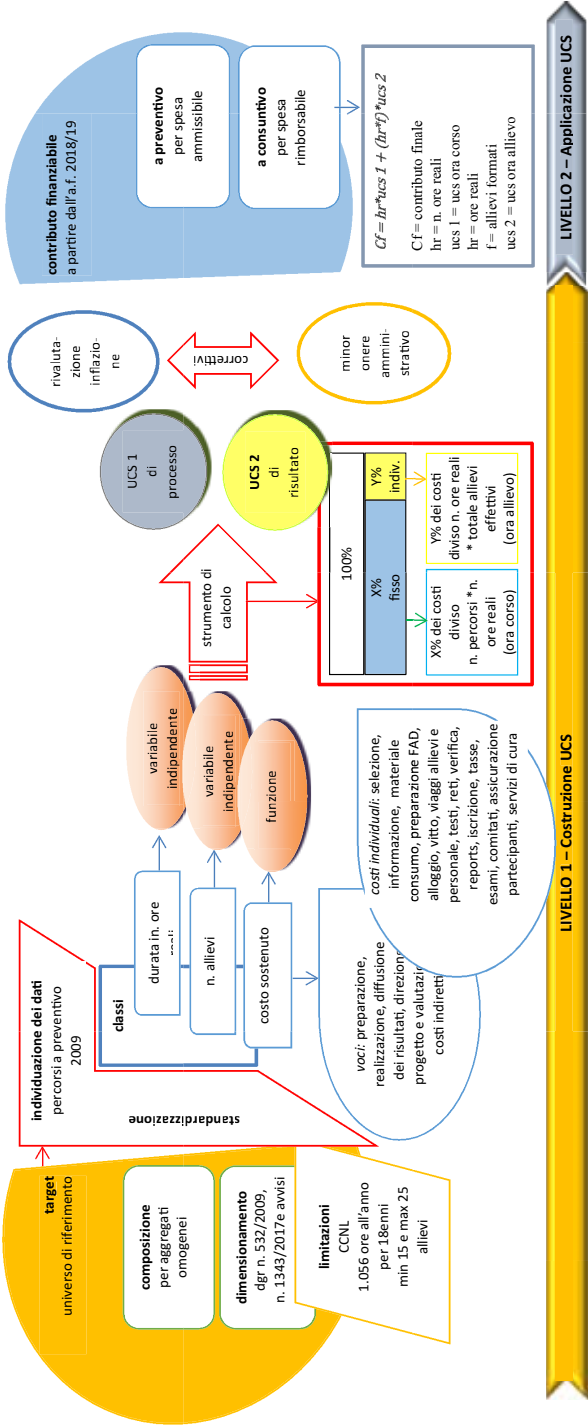 target
universo di riferimento
composizione
per aggregati
omogenei
dimensionamento
dgr n. 532/2009,
n. 1343/2017e avvisi
limitazioni
CCNL
1.056 ore all'anno
per 18enni
min 15 e max 25
allievi
individuazione dei dati
percorsi a preventivo
2009
standardizzazione
classi
durata in. ore
n. allievi
costo sostenuto
voci: preparazione,
realizzazione, diffusione
dei risultati, direzione
progetto e valutazio
costi indiretti
costi individuali: selezione,
informazione, materiale
consumo, preparazione FAD,
alloggio, vitto, viaggi allievi e
personale, testi, reti, verifica,
reports, iscrizione, tasse,
esami, comitati, assicurazione
partecipanti, servizi di cura
variabile
indipendente
variabile
indipendente
funzione
strumento di
calcolo
100%
X%
fisso
Y%
indiv.
X% dei costi
diviso
n. percorsi *n.
ore reali
(ora corso)
Y% dei costi
diviso n. ore reali
* totale allievi
effettivi
(ora allievo)
UCS 1
di
processo
UCS 2
di
risultato
rivaluta-
zione
inflazio-
ne
correttivi
minor
onere
ammini-
strativo
contributo finanziabile
a partire dall'a.f. 2018/19
a preventivo
per spesa
ammissibile
a consuntivo
per spesa
rimborsabile
Cf = hr*ucs 1 + (hr*f)*ucs 2
Cf = contributo finale
hr = n. ore reali
ucs 1 = ucs ora corso
hr = ore reali
f = allievi formati
ucs 2 = ucs ora allievo
LIVELLO 1 – Costruzione UCS
LIVELLO 2 – Applicazione UCS